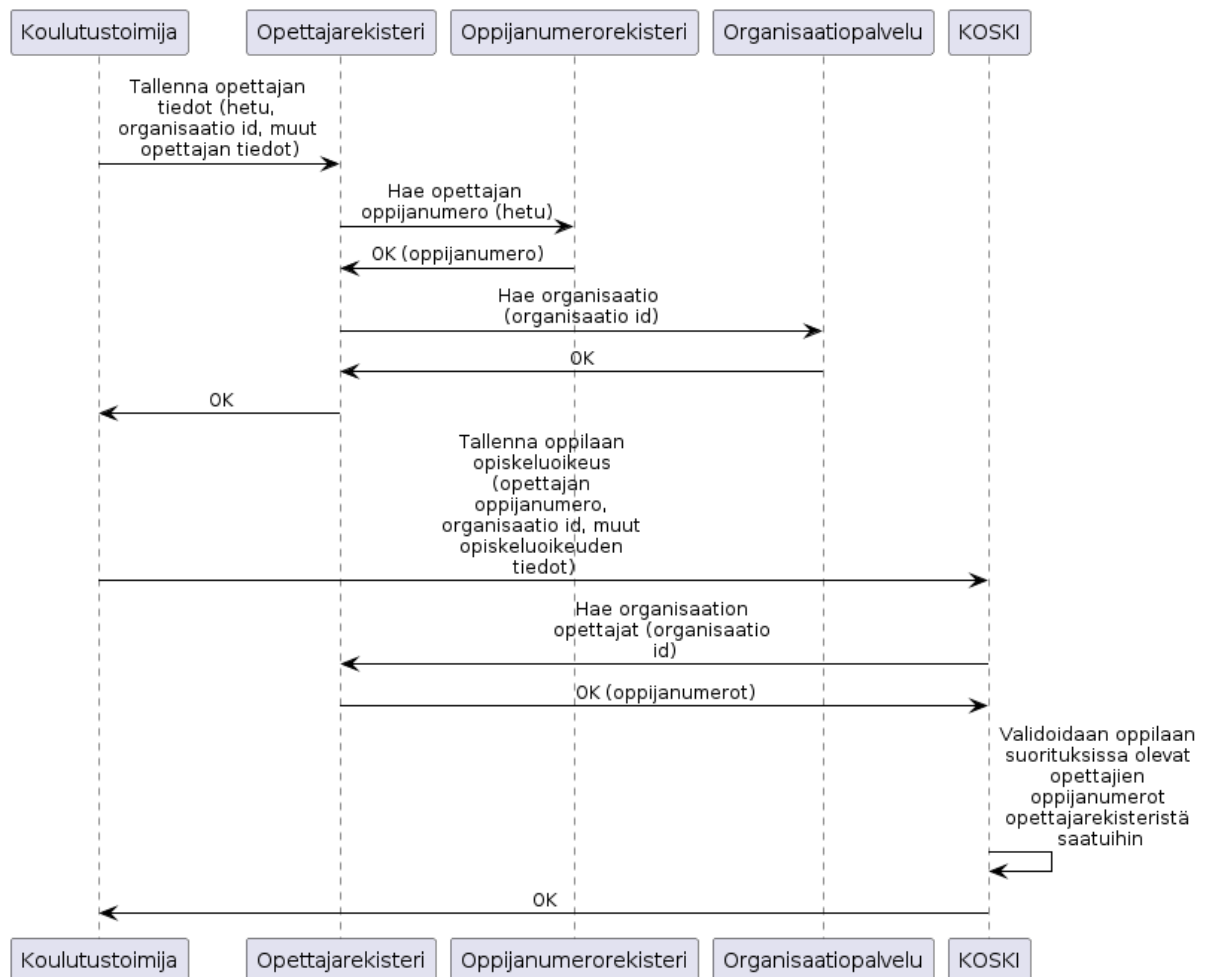 Koulutustoimija Opettajarekisteri Oppijanumerorekisteri Organisaatiopalvelu KOSKI
Tallenna opettajan
tiedot (hetu,
organisaatio id, muut
opettajan tiedot)
Hae opettajan
oppijanumero (hetu)
OK (oppijanumero)
Hae organisaatio
(organisaatio id)
OK
OK
Tallenna oppilaan
opiskeluoikeus
(opettajan
oppijanumero,
organisaatio id, muut
opiskeluoikeuden
tiedot)
Hae organisaation
opettajat (organisaatio
id)
OK (oppijanumerot)
Validoidaan oppilaan
suorituksissa olevat
opettajien
oppijanumerot
opettajarekisteristä
saatuihin
OK
Koulutustoimija Opettajarekisteri Oppijanumerorekisteri Organisaatiopalvelu KOSKI